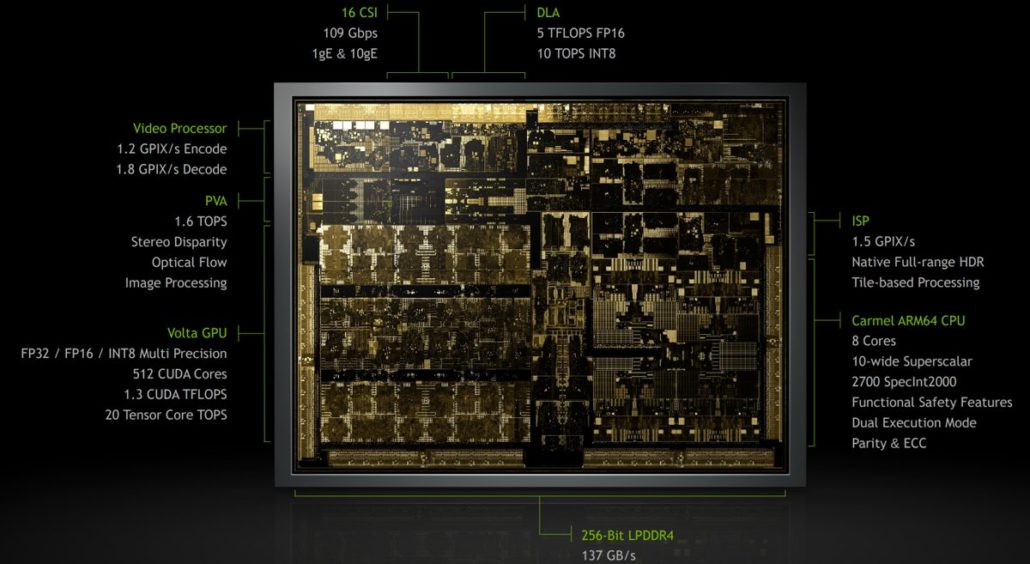 16 CSI
109 Gbps
1gE & 10gE
DLA
5 TFLOPS FP16
10 TOPS INT8
Video Processor
1.2 GPIX/s Encode
1.8 GPIX/s Decode
PVA
1.6 TOPS
Stereo Disparity
Optical Flow
Image Processing
Volta GPU
FP32 / FP16 / INT8 Multi Precision
512 CUDA Cores
1.3 CUDA TFLOPS
20 Tensor Core TOPS
ISP
1.5 GPIX/s
Native Full-range HDR
Tile-based Processing
Carmel ARM64 CPU
8 Cores
10-wide Superscalar
2700 SpecInt2000
Functional Safety Features
Dual Execution Mode
Parity & ECC
256-Bit LPDDR4
137 GB/s